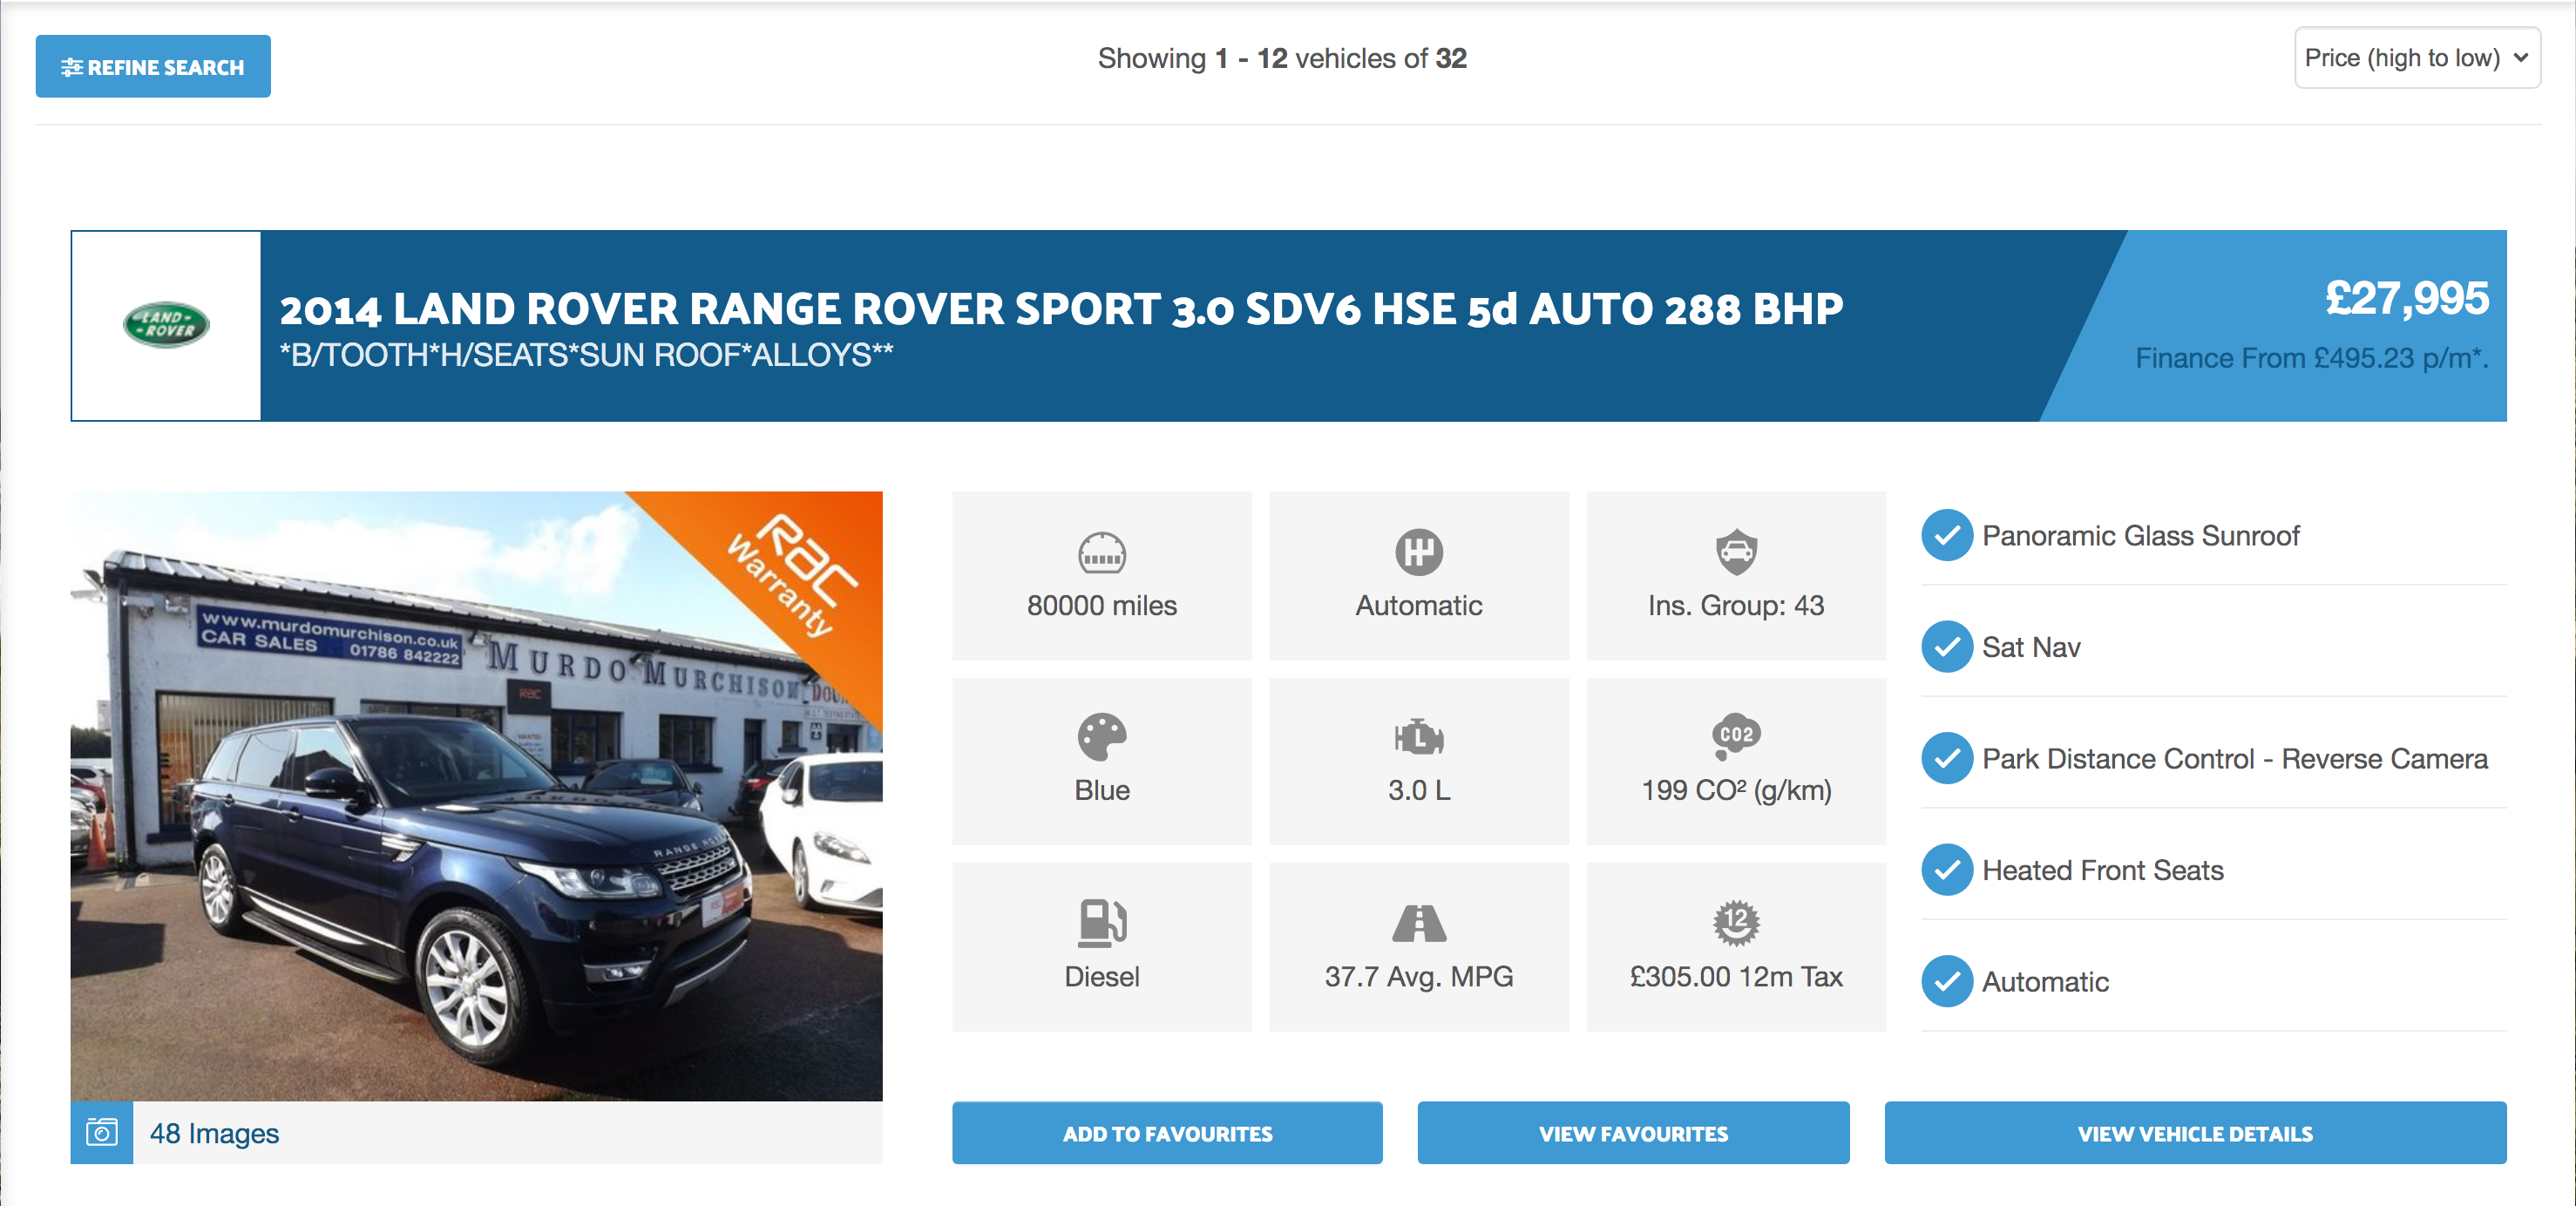 REFINE SEARCH
Showing 1 - 12 vehicles of 32
Price (high to low)
LAND-
-ROVER
2014 LAND ROVER RANGE ROVER SPORT 3.0 SDV6 HSE 5d AUTO 288 BHP
*B/TOOTH*H/SEATS*SUN ROOF*ALLOYS**
£27,995
Finance From £495.23 p/m*.
RAC
Warranty
www.murdomurchison.co.uk
CAR SALES 01786 842222
MURDO MURCHISON
RAC
WANTED
RANGE ROVER
48 Images
80000 miles
Automatic
Ins. Group: 43
Blue
L
3.0 L
CO2
199 CO² (g/km)
Diesel
37.7 Avg. MPG
12
£305.00 12m Tax
Panoramic Glass Sunroof
Sat Nav
Park Distance Control - Reverse Camera
Heated Front Seats
Automatic
ADD TO FAVOURITES
VIEW FAVOURITES
VIEW VEHICLE DETAILS